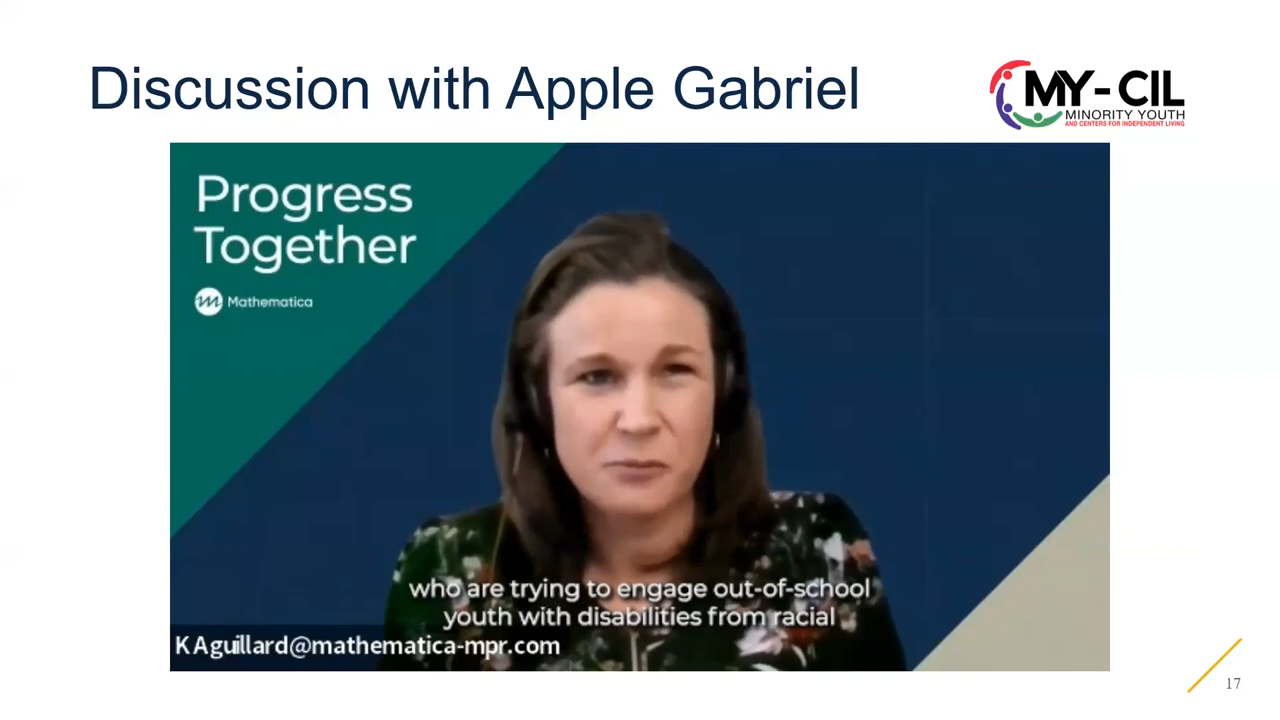 Discussion with Apple Gabriel
MY-CIL
MINORITY YOUTH
AND CENTERS FOR INDEPENDENT LIVING
Progress
Together
m Mathematica
who are trying to engage out-of-school
youth with disabilities from racial
KAguillard@mathematica-mpr.com
17